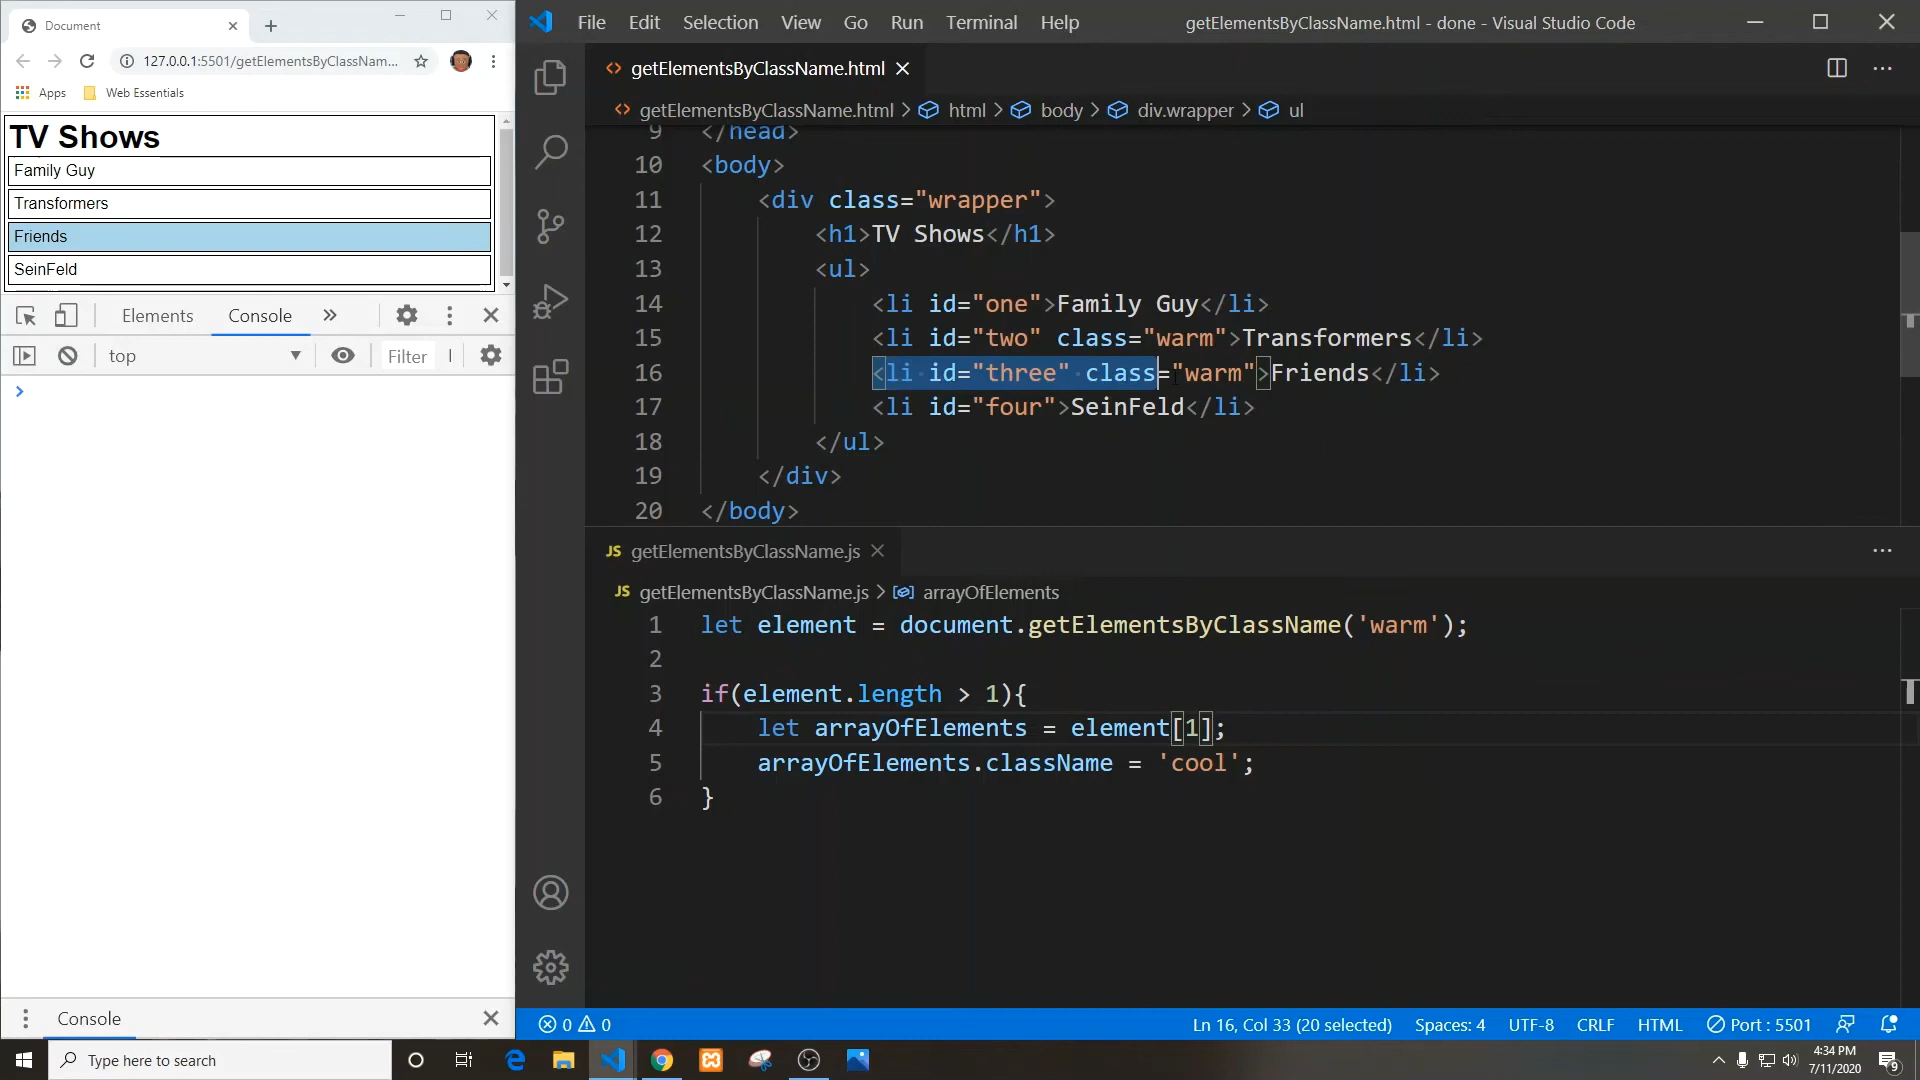 Document
127.0.0.1:5501/getElementsByClassNam...
Apps Web Essentials
TV Shows
Family Guy
Transformers
Friends
SeinFeld
Elements Console »
top Filter
>
Console
File Edit Selection View Go Run Terminal Help getElementsByClassName.html - done - Visual Studio Code
<> getElementsByClassName.html
<> getElementsByClassName.html > html > body > div.wrapper > ul
9 </head>
10 <body>
11 <div class="wrapper">
12 <h1>TV Shows</h1>
13 <ul>
14 <li id="one">Family Guy</li>
15 <li id="two" class="warm">Transformers</li>
16 <li id="three" class="warm">Friends</li>
17 <li id="four">SeinFeld</li>
18 </ul>
19 </div>
20 </body>
JS getElementsByClassName.js
JS getElementsByClassName.js > arrayOfElements
1 let element = document.getElementsByClassName('warm');
2
3 if(element.length > 1){
4 let arrayOfElements = element[1];
5 arrayOfElements.className = 'cool';
6 }
0 0 Ln 16, Col 33 (20 selected) Spaces: 4 UTF-8 CRLF HTML Port : 5501
Type here to search
4:34 PM
7/11/2020
9